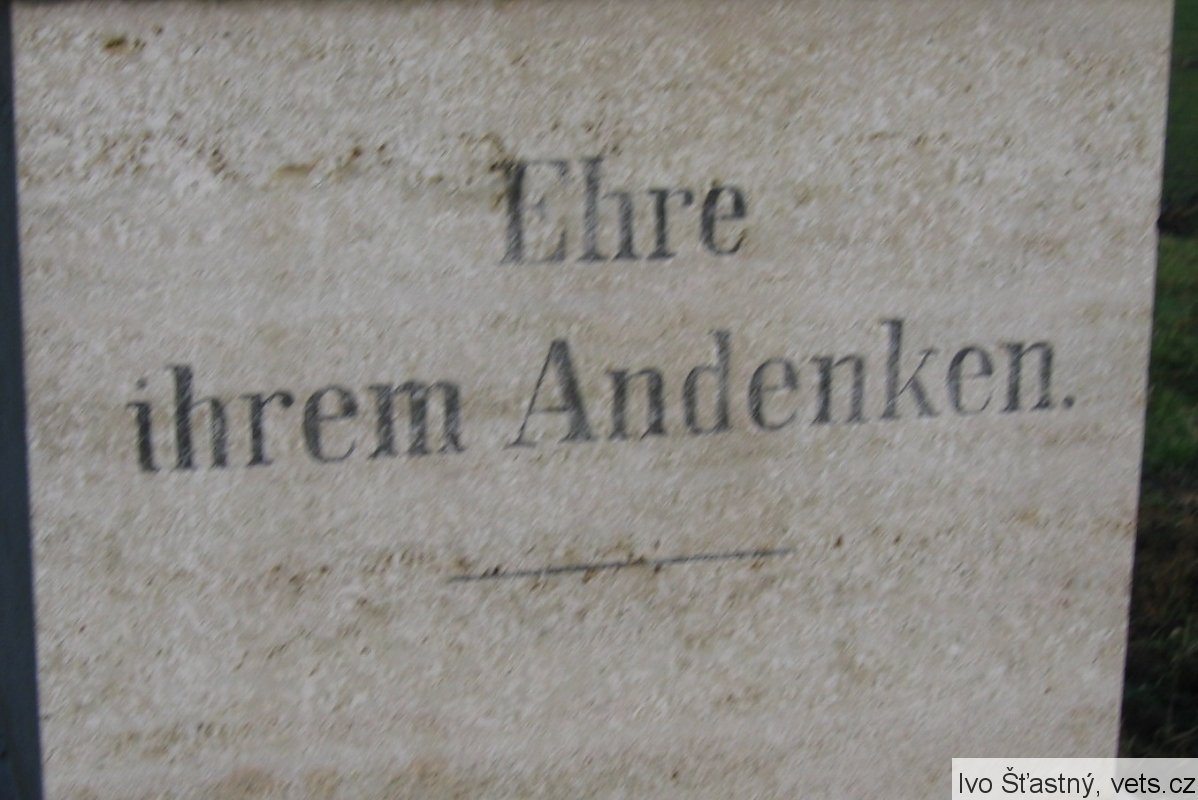 Ehre
ihrem Andenken.
Ivo Šťastný, vets.cz